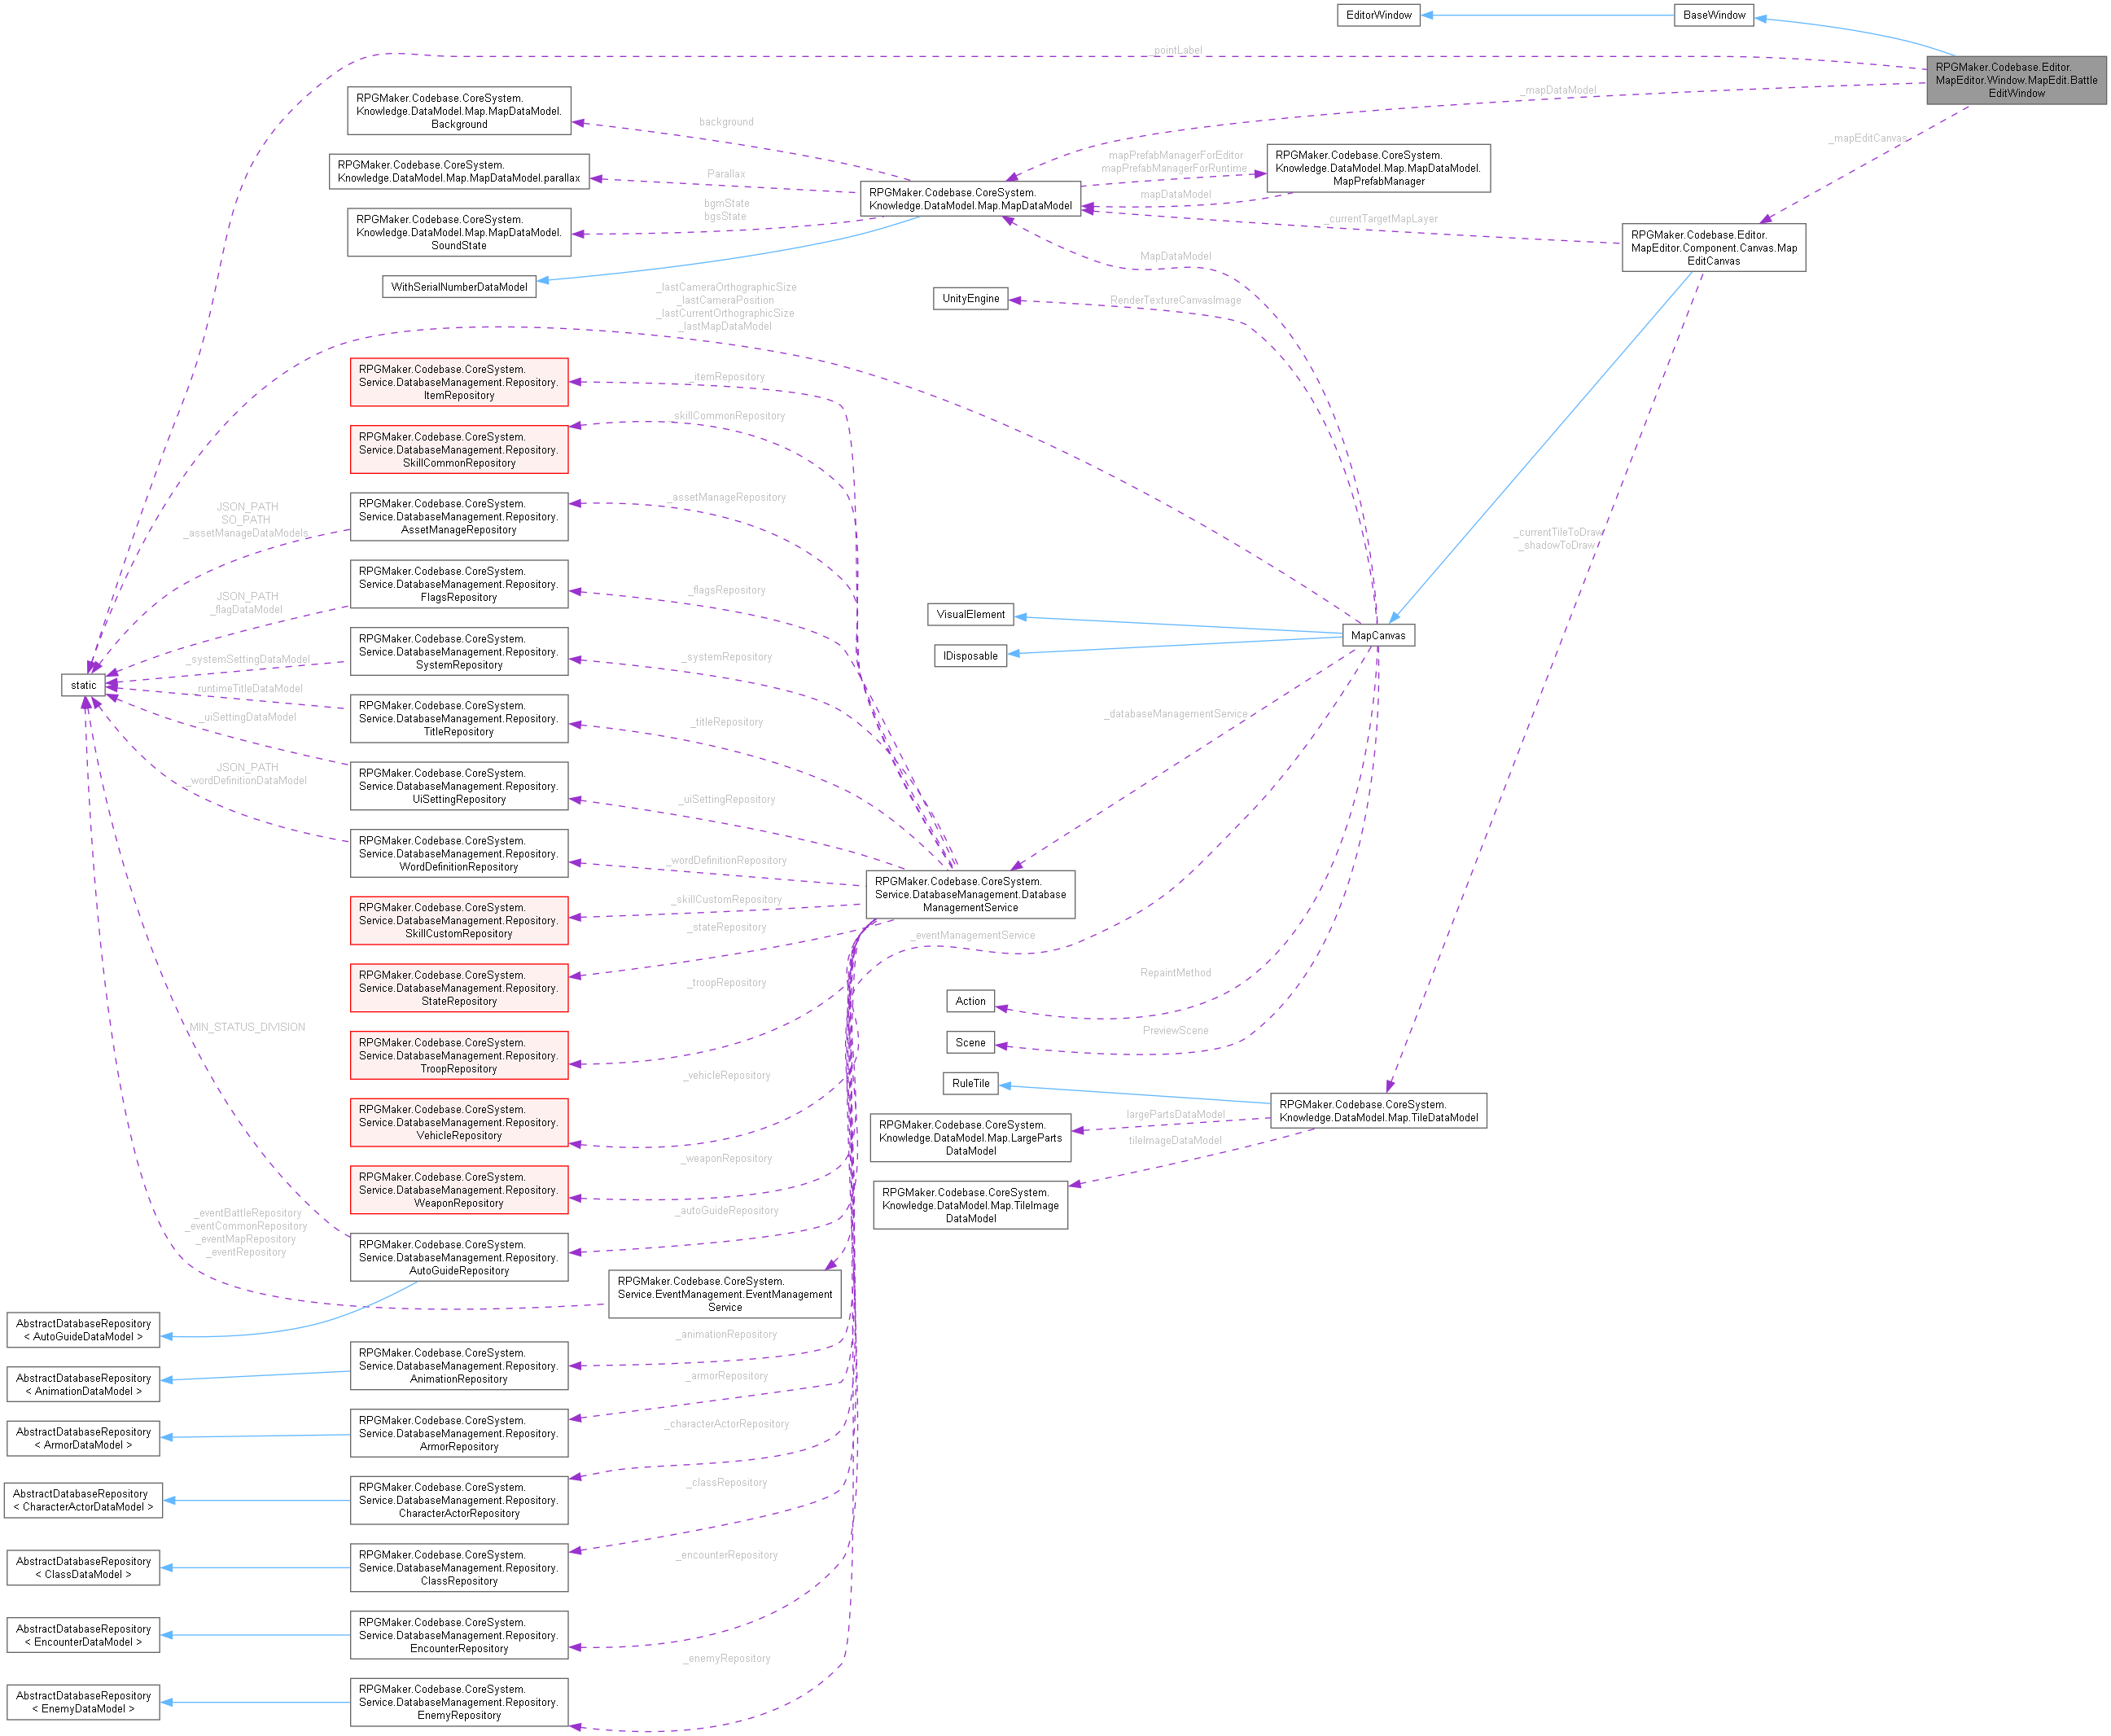 EditorWindow
BaseWindow
_pointLabel
RPGMaker.Codebase.Editor.
MapEditor.Window.MapEdit.Battle
EditWindow
_mapDataModel
RPGMaker.Codebase.CoreSystem.
Knowledge.DataModel.Map.MapDataModel.
Background
background
_mapEditCanvas
RPGMaker.Codebase.CoreSystem.
Knowledge.DataModel.Map.MapDataModel.parallax
Parallax
mapPrefabManagerForEditor
mapPrefabManagerForRuntime
RPGMaker.Codebase.CoreSystem.
Knowledge.DataModel.Map.MapDataModel.
MapPrefabManager
RPGMaker.Codebase.CoreSystem.
Knowledge.DataModel.Map.MapDataModel
mapDataModel
bgmState
bgsState
RPGMaker.Codebase.CoreSystem.
Knowledge.DataModel.Map.MapDataModel.
SoundState
_currentTargetMapLayer
RPGMaker.Codebase.Editor.
MapEditor.Component.Canvas.Map
EditCanvas
MapDataModel
WithSerialNumberDataModel
_lastCameraOrthographicSize
_lastCameraPosition
_lastCurrentOrthographicSize
_lastMapDataModel
UnityEngine
RenderTextureCanvasImage
RPGMaker.Codebase.CoreSystem.
Service.DatabaseManagement.Repository.
ItemRepository
_itemRepository
RPGMaker.Codebase.CoreSystem.
Service.DatabaseManagement.Repository.
SkillCommonRepository
_skillCommonRepository
JSON_PATH
SO_PATH
_assetManageDataModels
RPGMaker.Codebase.CoreSystem.
Service.DatabaseManagement.Repository.
AssetManageRepository
_assetManageRepository
_currentTileToDraw
_shadowToDraw
JSON_PATH
_flagDataModel
RPGMaker.Codebase.CoreSystem.
Service.DatabaseManagement.Repository.
FlagsRepository
_flagsRepository
VisualElement
MapCanvas
IDisposable
_systemSettingDataModel
RPGMaker.Codebase.CoreSystem.
Service.DatabaseManagement.Repository.
SystemRepository
_systemRepository
static
_runtimeTitleDataModel
RPGMaker.Codebase.CoreSystem.
Service.DatabaseManagement.Repository.
TitleRepository
_titleRepository
_databaseManagementService
_uiSettingDataModel
RPGMaker.Codebase.CoreSystem.
Service.DatabaseManagement.Repository.
UiSettingRepository
_uiSettingRepository
JSON_PATH
_wordDefinitionDataModel
RPGMaker.Codebase.CoreSystem.
Service.DatabaseManagement.Repository.
WordDefinitionRepository
_wordDefinitionRepository
RPGMaker.Codebase.CoreSystem.
Service.DatabaseManagement.Database
ManagementService
RPGMaker.Codebase.CoreSystem.
Service.DatabaseManagement.Repository.
SkillCustomRepository
_skillCustomRepository
_stateRepository
_eventManagementService
RPGMaker.Codebase.CoreSystem.
Service.DatabaseManagement.Repository.
StateRepository
_troopRepository
RepaintMethod
Action
MIN_STATUS_DIVISION
RPGMaker.Codebase.CoreSystem.
Service.DatabaseManagement.Repository.
TroopRepository
PreviewScene
Scene
_vehicleRepository
RuleTile
RPGMaker.Codebase.CoreSystem.
Knowledge.DataModel.Map.TileDataModel
RPGMaker.Codebase.CoreSystem.
Service.DatabaseManagement.Repository.
VehicleRepository
RPGMaker.Codebase.CoreSystem.
Knowledge.DataModel.Map.LargeParts
DataModel
largePartsDataModel
tileImageDataModel
RPGMaker.Codebase.CoreSystem.
Service.DatabaseManagement.Repository.
WeaponRepository
_weaponRepository
RPGMaker.Codebase.CoreSystem.
Knowledge.DataModel.Map.TileImage
DataModel
_eventBattleRepository
_eventCommonRepository
_eventMapRepository
_eventRepository
_autoGuideRepository
RPGMaker.Codebase.CoreSystem.
Service.DatabaseManagement.Repository.
AutoGuideRepository
RPGMaker.Codebase.CoreSystem.
Service.EventManagement.EventManagement
Service
AbstractDatabaseRepository
< AutoGuideDataModel >
_animationRepository
RPGMaker.Codebase.CoreSystem.
Service.DatabaseManagement.Repository.
AnimationRepository
AbstractDatabaseRepository
< AnimationDataModel >
_armorRepository
RPGMaker.Codebase.CoreSystem.
Service.DatabaseManagement.Repository.
ArmorRepository
AbstractDatabaseRepository
< ArmorDataModel >
_characterActorRepository
RPGMaker.Codebase.CoreSystem.
Service.DatabaseManagement.Repository.
CharacterActorRepository
AbstractDatabaseRepository
< CharacterActorDataModel >
_classRepository
RPGMaker.Codebase.CoreSystem.
Service.DatabaseManagement.Repository.
ClassRepository
AbstractDatabaseRepository
< ClassDataModel >
_encounterRepository
RPGMaker.Codebase.CoreSystem.
Service.DatabaseManagement.Repository.
EncounterRepository
AbstractDatabaseRepository
< EncounterDataModel >
_enemyRepository
RPGMaker.Codebase.CoreSystem.
Service.DatabaseManagement.Repository.
EnemyRepository
AbstractDatabaseRepository
< EnemyDataModel >